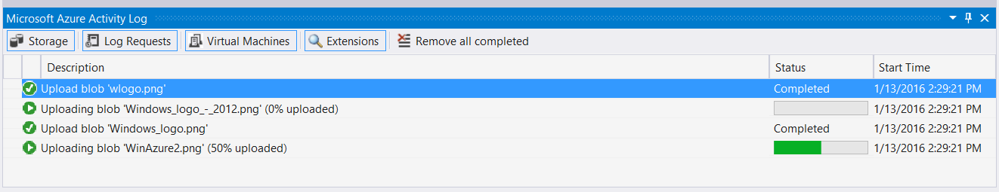 Microsoft Azure Activity Log
Storage Log Requests Virtual Machines Extensions Remove all completed
Description Status Start Time
Upload blob 'wlogo.png' Completed 1/13/2016 2:29:21 PM
Uploading blob 'Windows_logo_-_2012.png' (0% uploaded) 1/13/2016 2:29:21 PM
Upload blob 'Windows_logo.png' Completed 1/13/2016 2:29:21 PM
Uploading blob 'WinAzure2.png' (50% uploaded) 1/13/2016 2:29:21 PM